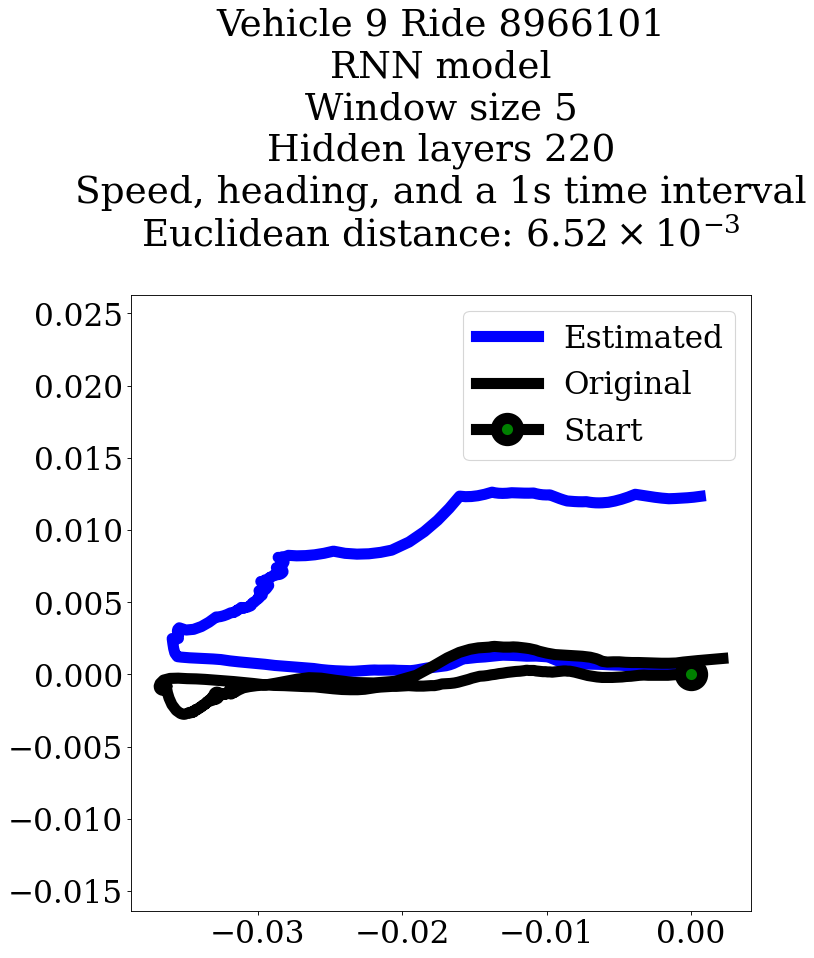 Vehicle 9 Ride 8966101
RNN model
Window size 5
Hidden layers 220
Speed, heading, and a 1s time interval
Euclidean distance: 6.52 × 10⁻³
0.025
0.020
0.015
0.010
0.005
0.000
−0.005
−0.010
−0.015
Estimated
Original
Start
−0.03 −0.02 −0.01 0.00